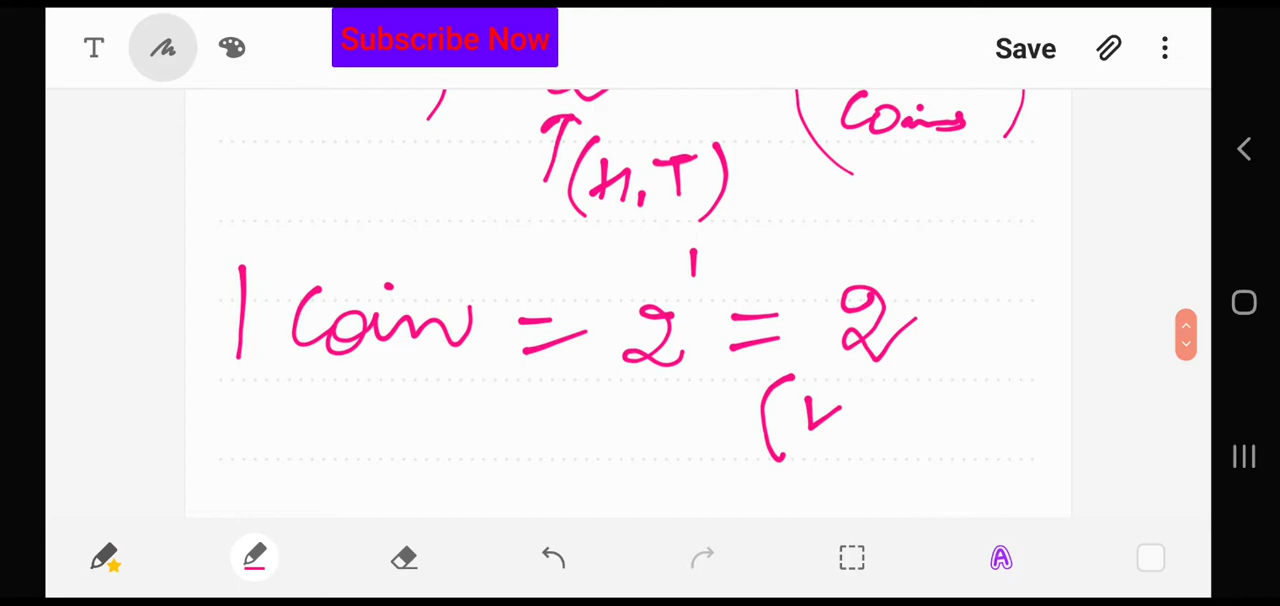 T
Subscribe Now
Save
Coins
(H,T)
1 Coin = 2¹ = 2
(
A